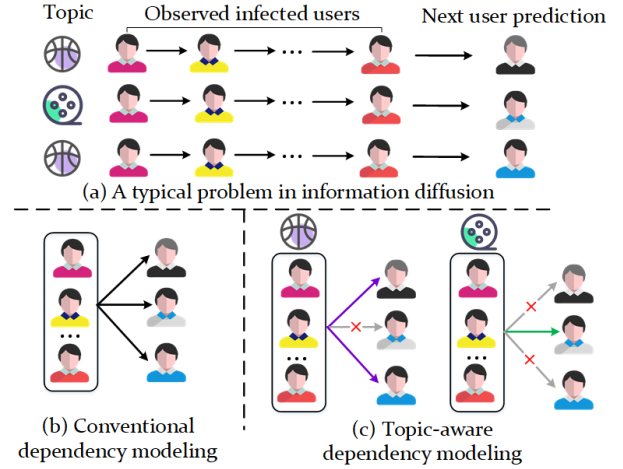 Topic
Observed infected users
Next user prediction
...
...
...
(a) A typical problem in information diffusion
...
...
...
(b) Conventional
dependency modeling
(c) Topic-aware
dependency modeling